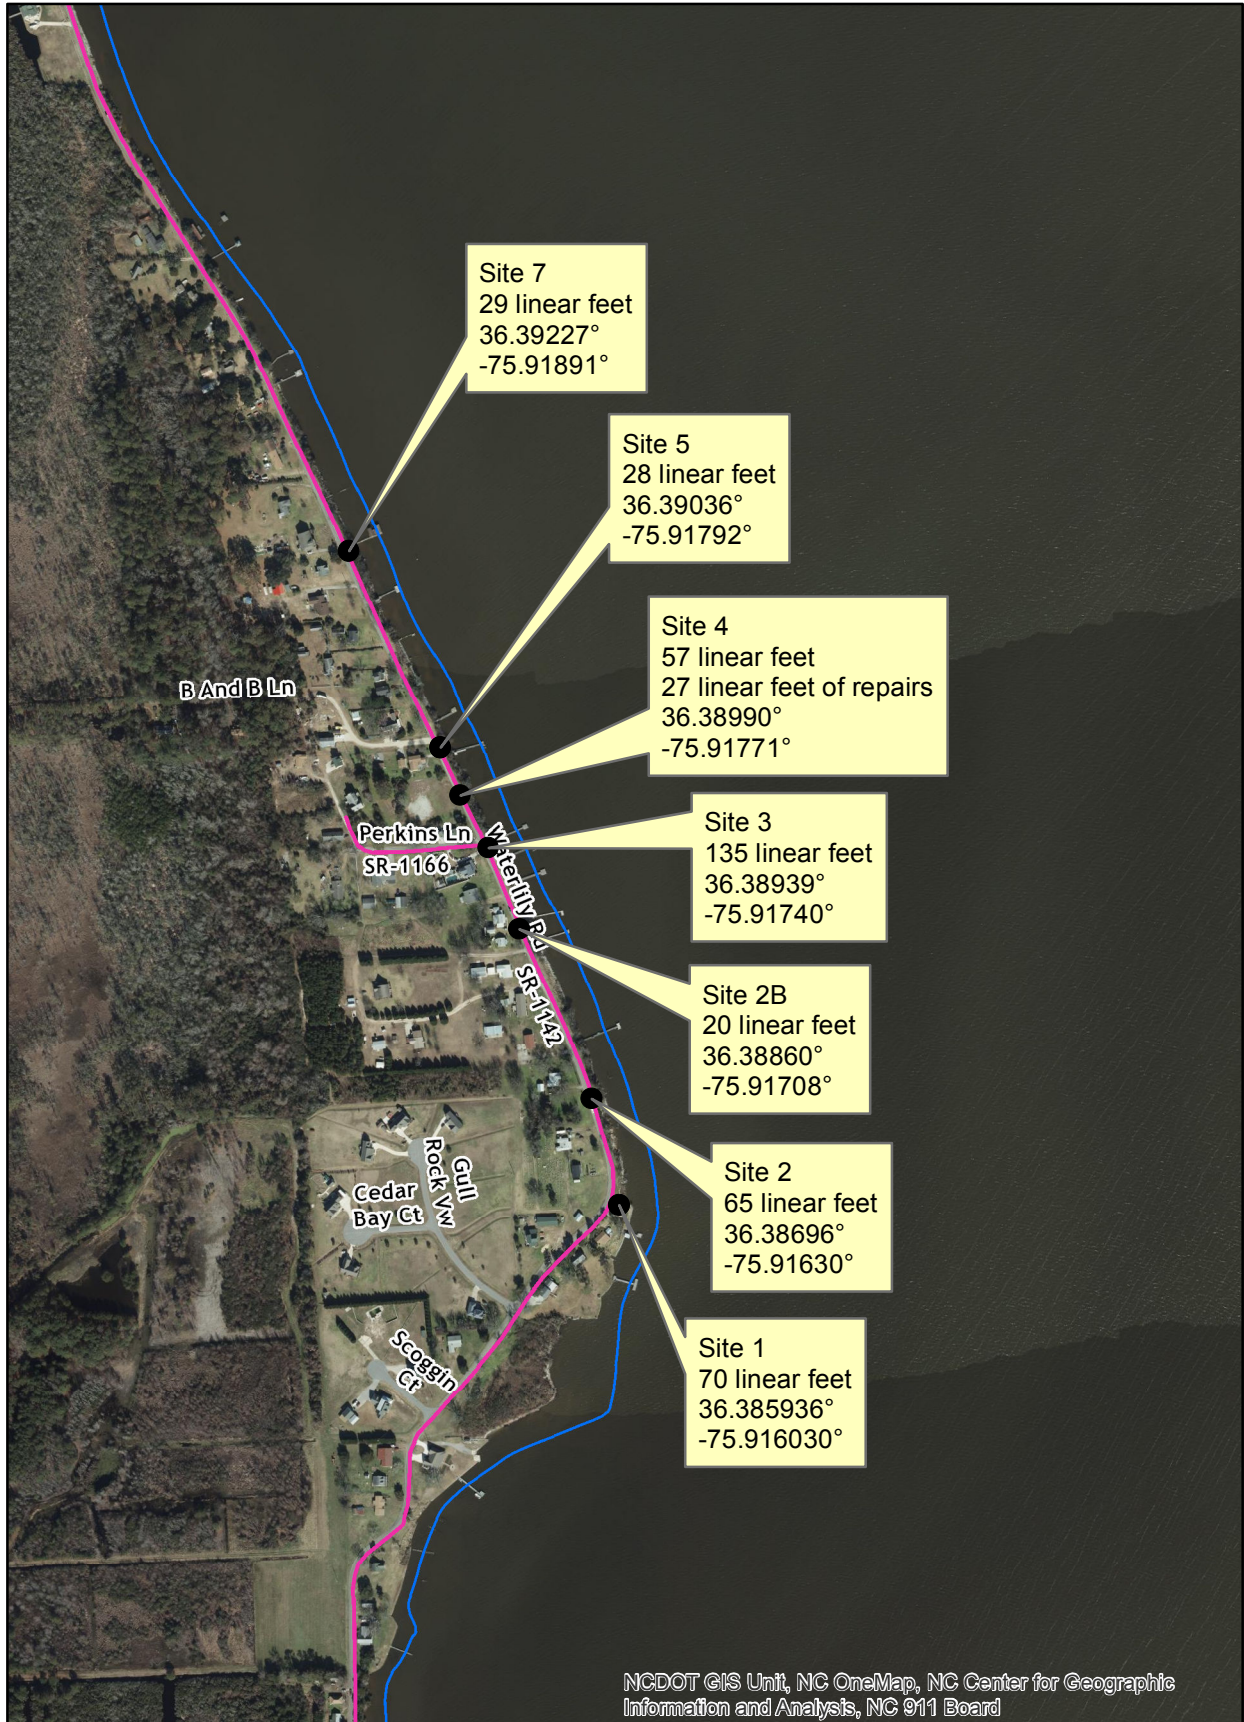 Site 7
29 linear feet
36.39227°
-75.91891°
Site 5
28 linear feet
36.39036°
-75.91792°
Site 4
57 linear feet
27 linear feet of repairs
36.38990°
-75.91771°
B And B Ln
Perkins Ln
SR-1166
Waterlily Rd
SR-1142
Site 3
135 linear feet
36.38939°
-75.91740°
Site 2B
20 linear feet
36.38860°
-75.91708°
Gull
Rock Vw
Cedar
Bay Ct
Site 2
65 linear feet
36.38696°
-75.91630°
Scoggin
Ct
Site 1
70 linear feet
36.385936°
-75.916030°
NCDOT GIS Unit, NC OneMap, NC Center for Geographic
Information and Analysis, NC 911 Board